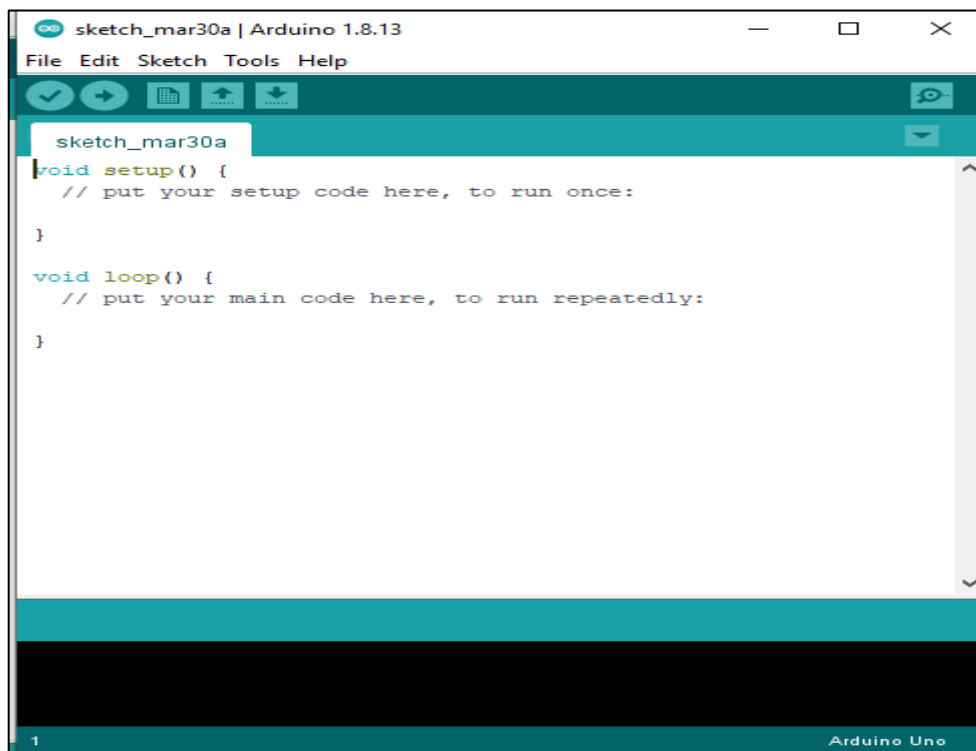 sketch_mar30a | Arduino 1.8.13
File Edit Sketch Tools Help
sketch_mar30a
void setup() {
  // put your setup code here, to run once:
}
void loop() {
  // put your main code here, to run repeatedly:
}
1 Arduino Uno